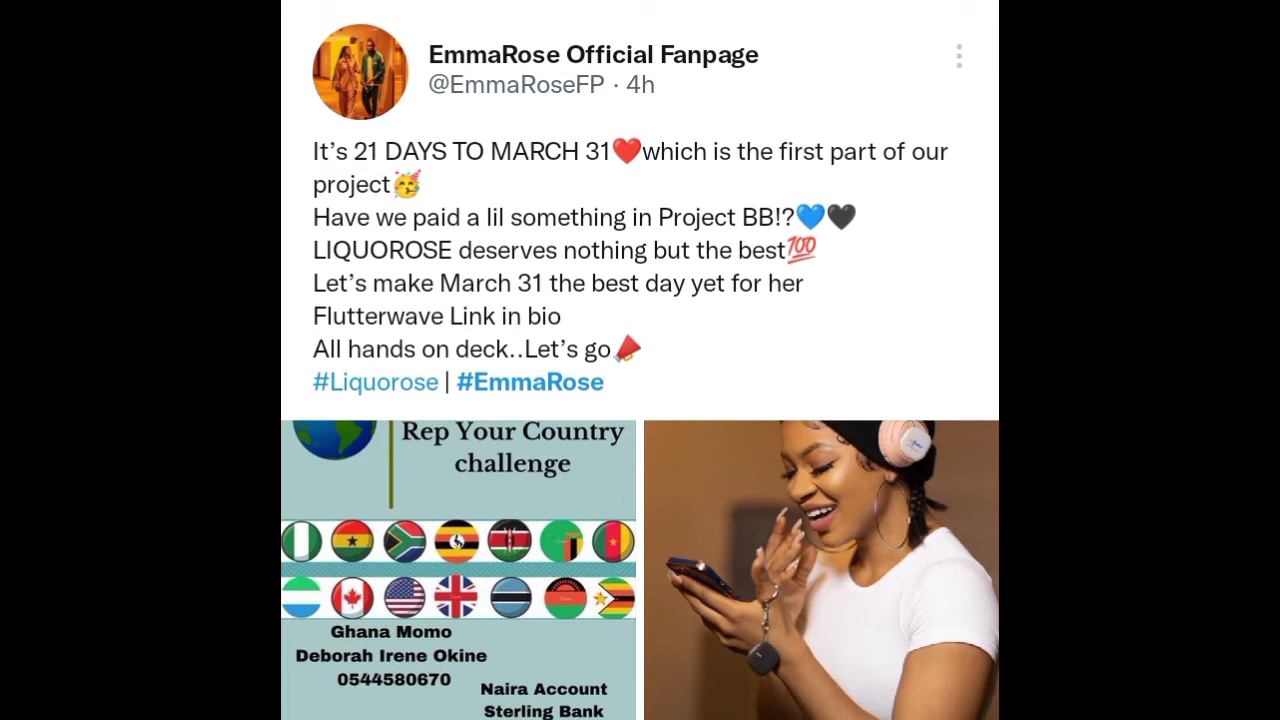 EmmaRose Official Fanpage
@EmmaRoseFP · 4h
It’s 21 DAYS TO MARCH 31❤️which is the first part of our
project🥳
Have we paid a lil something in Project BB!?💙🖤
LIQUOROSE deserves nothing but the best💯
Let’s make March 31 the best day yet for her
Flutterwave Link in bio
All hands on deck..Let’s go📣
#Liquorose | #EmmaRose
Rep Your Country
challenge
Ghana Momo
Deborah Irene Okine
0544580670
Naira Account
Sterling Bank